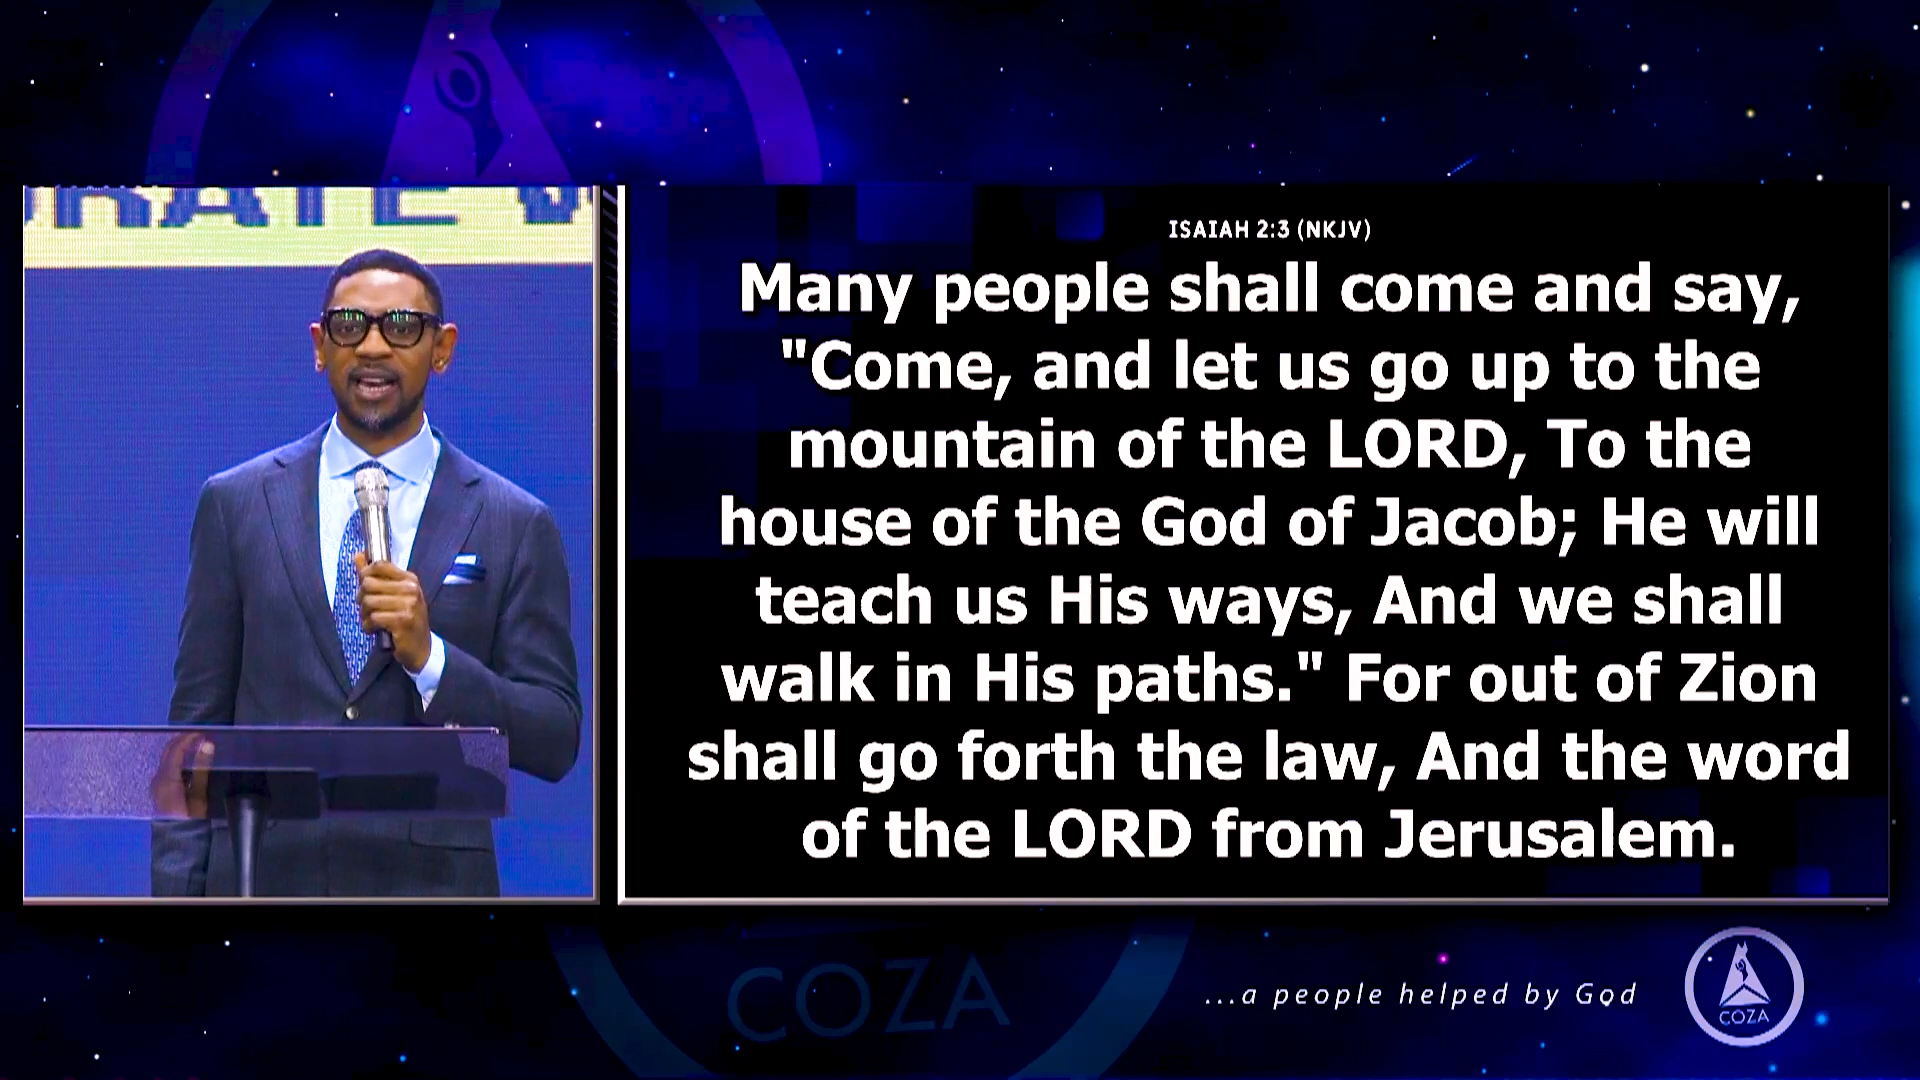 ISAIAH 2:3 (NKJV)
Many people shall come and say,
"Come, and let us go up to the
mountain of the LORD, To the
house of the God of Jacob; He will
teach us His ways, And we shall
walk in His paths." For out of Zion
shall go forth the law, And the word
of the LORD from Jerusalem.
COZA
...a people helped by God
COZA